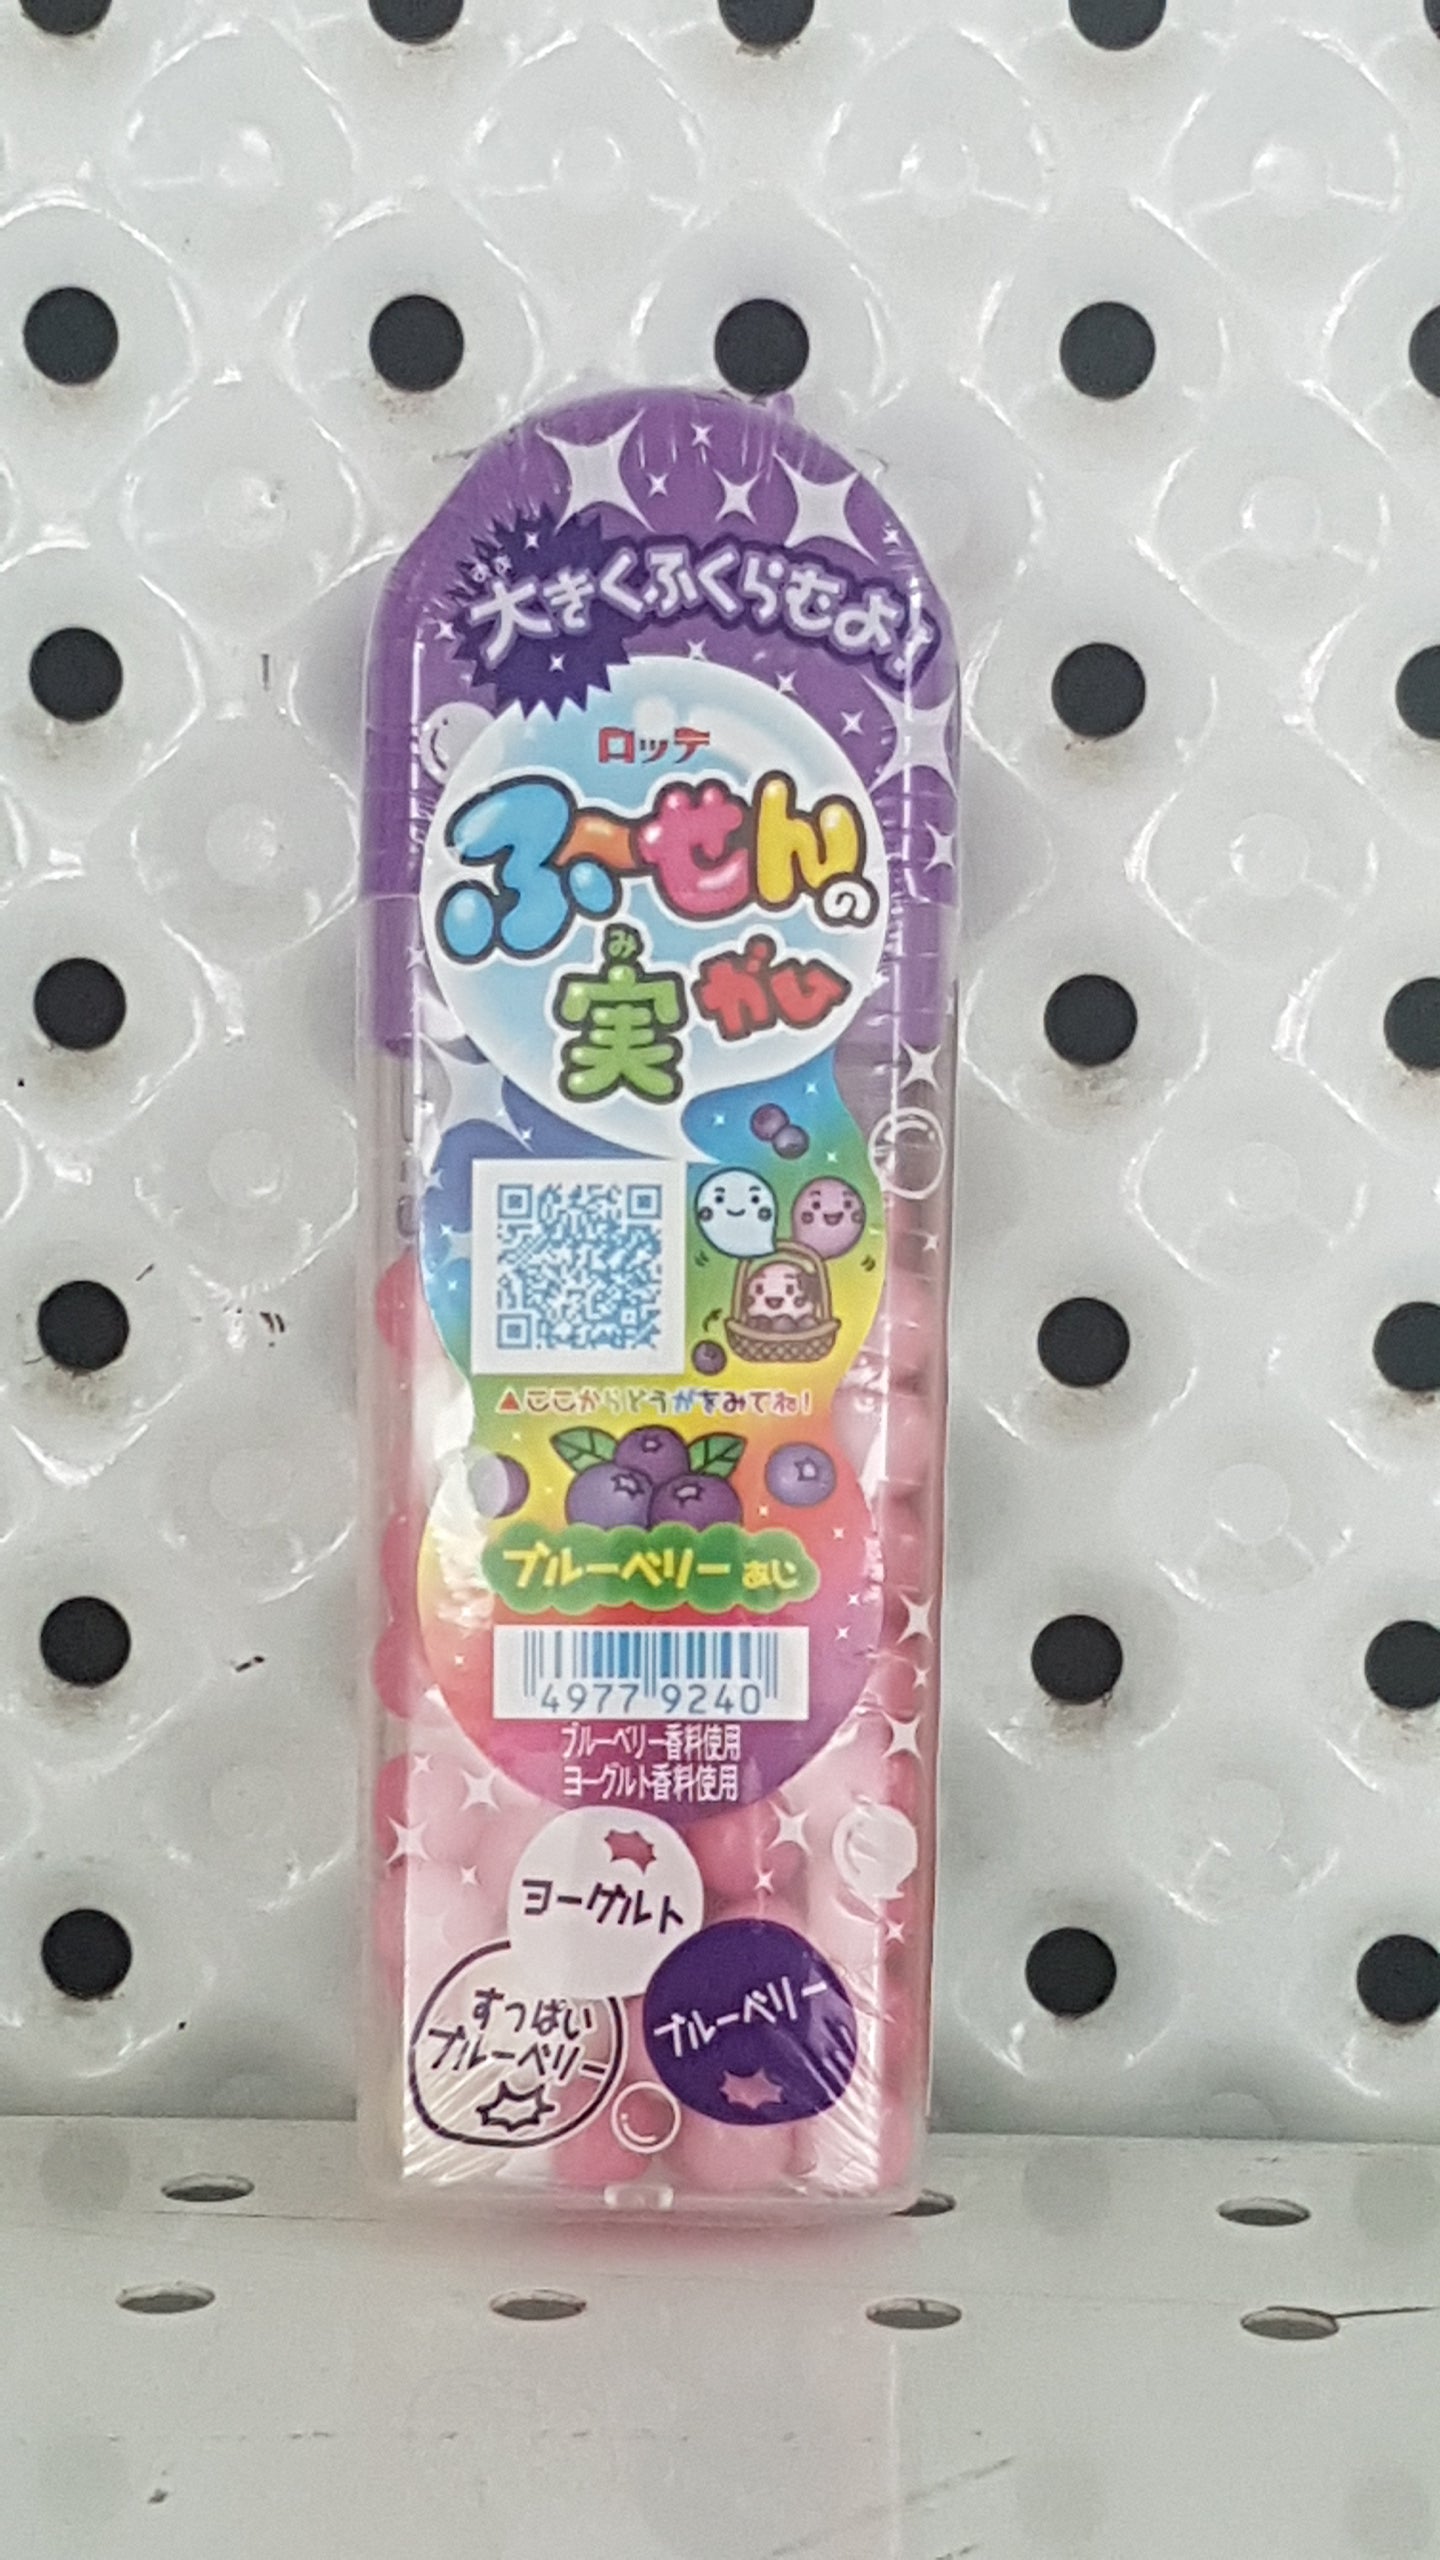 大きくふくらむよ!
ロッテ
ふーせんの
み
実ガム
▲ここからどうがをみてね!
ブルーベリーあじ
4977 9240
ブルーベリー香料使用
ヨーグルト香料使用
ヨーグルト
すっぱい
ブルーベリー
ブルーベリー